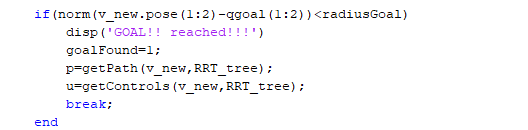 if(norm(v_new.pose(1:2)-qgoal(1:2))<radiusGoal)
disp('GOAL!! reached!!!')
goalFound=1;
p=getPath(v_new,RRT_tree);
u=getControls(v_new,RRT_tree);
break;
end